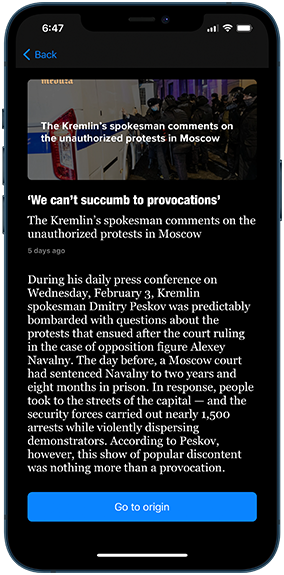 6:47
Back
meduza
The Kremlin's spokesman comments on
the unauthorized protests in Moscow
‘We can’t succumb to provocations’
The Kremlin’s spokesman comments on the
unauthorized protests in Moscow
5 days ago
During his daily press conference on
Wednesday, February 3, Kremlin
spokesman Dmitry Peskov was predictably
bombarded with questions about the
protests that ensued after the court ruling
in the case of opposition figure Alexey
Navalny. The day before, a Moscow court
had sentenced Navalny to two years and
eight months in prison. In response, people
took to the streets of the capital — and the
security forces carried out nearly 1,500
arrests while violently dispersing
demonstrators. According to Peskov,
however, this show of popular discontent
was nothing more than a provocation.
Go to origin